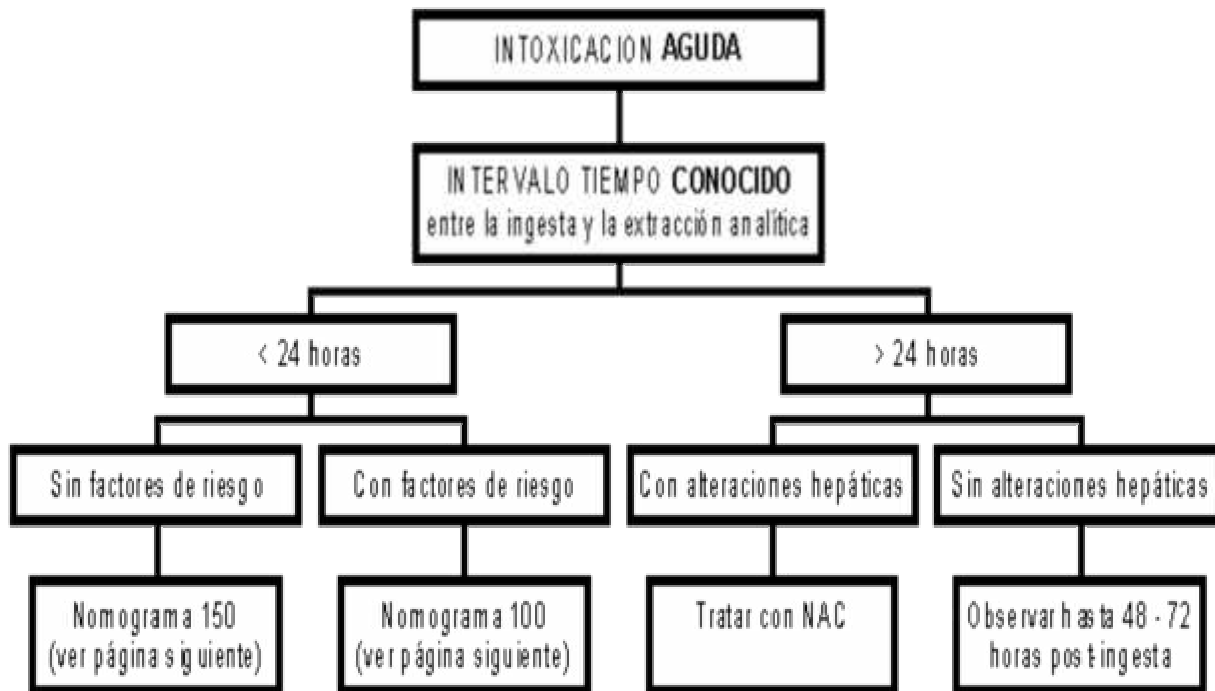 INTOXICACION AGUDA
INTERVALO TIEMPO CONOCIDO
entre la ingesta y la extracción analítica
< 24 horas
> 24 horas
Sin factores de riesgo
Con factores de riesgo
Con alteraciones hepáticas
Sin alteraciones hepáticas
Nomograma 150
(ver página siguiente)
Nomograma 100
(ver página siguiente)
Tratar con NAC
Observar hasta 48 - 72
horas post-ingesta